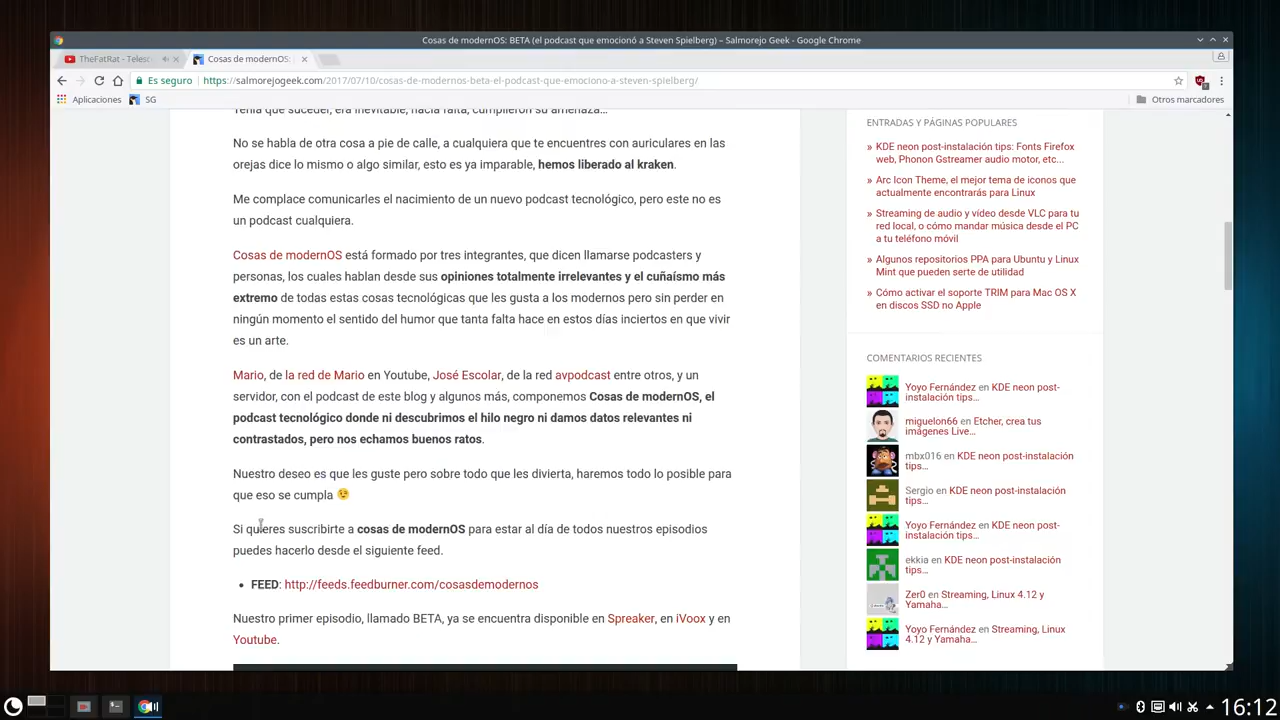 Cosas de modernOS: BETA (el podcast que emocionó a Steven Spielberg) – Salmorejo Geek - Google Chrome
TheFatRat - Telesc
Cosas de modernOS:
Es seguro
https://salmorejogeek.com/2017/07/10/cosas-de-modernos-beta-el-podcast-que-emociono-a-steven-spielberg/
Aplicaciones
SG
Otros marcadores
Tenía que suceder, era inevitable, hacía falta, cumplieron su amenaza…
No se habla de otra cosa a pie de calle, a cualquiera que te encuentres con auriculares en las
orejas dice lo mismo o algo similar, esto es ya imparable, hemos liberado al kraken.
Me complace comunicarles el nacimiento de un nuevo podcast tecnológico, pero este no es
un podcast cualquiera.
Cosas de modernOS está formado por tres integrantes, que dicen llamarse podcasters y
personas, los cuales hablan desde sus opiniones totalmente irrelevantes y el cuñaísmo más
extremo de todas estas cosas tecnológicas que les gusta a los modernos pero sin perder en
ningún momento el sentido del humor que tanta falta hace en estos días inciertos en que vivir
es un arte.
Mario, de la red de Mario en Youtube, José Escolar, de la red avpodcast entre otros, y un
servidor, con el podcast de este blog y algunos más, componemos Cosas de modernOS, el
podcast tecnológico donde ni descubrimos el hilo negro ni damos datos relevantes ni
contrastados, pero nos echamos buenos ratos.
Nuestro deseo es que les guste pero sobre todo que les divierta, haremos todo lo posible para
que eso se cumpla 😉
Si quieres suscribirte a cosas de modernOS para estar al día de todos nuestros episodios
puedes hacerlo desde el siguiente feed.
• FEED: http://feeds.feedburner.com/cosasdemodernos
Nuestro primer episodio, llamado BETA, ya se encuentra disponible en Spreaker, en iVoox y en
Youtube.
ENTRADAS Y PÁGINAS POPULARES
» KDE neon post-instalación tips: Fonts Firefox
web, Phonon Gstreamer audio motor, etc...
» Arc Icon Theme, el mejor tema de iconos que
actualmente encontrarás para Linux
» Streaming de audio y vídeo desde VLC para tu
red local, o cómo mandar música desde el PC
a tu teléfono móvil
» Algunos repositorios PPA para Ubuntu y Linux
Mint que pueden serte de utilidad
» Cómo activar el soporte TRIM para Mac OS X
en discos SSD no Apple
COMENTARIOS RECIENTES
Yoyo Fernández en KDE neon post-
instalación tips…
miguelon66 en Etcher, crea tus
imágenes Live…
mbx016 en KDE neon post-instalación
tips…
Sergio en KDE neon post-instalación
tips…
Yoyo Fernández en KDE neon post-
instalación tips…
ekkia en KDE neon post-instalación
tips…
Zer0 en Streaming, Linux 4.12 y
Yamaha…
Yoyo Fernández en Streaming, Linux
4.12 y Yamaha…
16:12